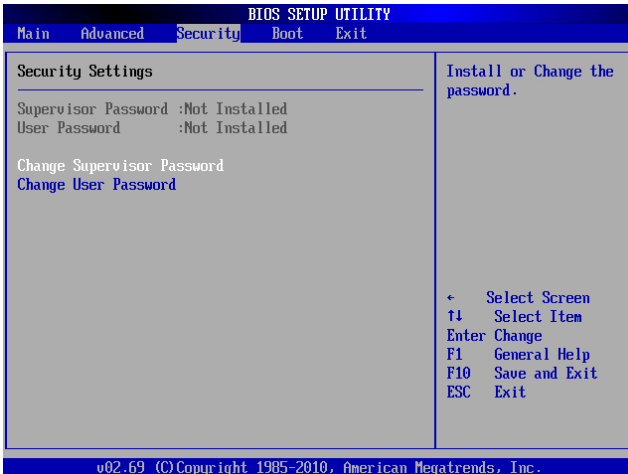 BIOS SETUP UTILITY
Main Advanced Security Boot Exit
Security Settings
Supervisor Password :Not Installed
User Password :Not Installed
Change Supervisor Password
Change User Password
Install or Change the
password.
← Select Screen
↑↓ Select Item
Enter Change
F1 General Help
F10 Save and Exit
ESC Exit
v02.69 (C)Copyright 1985-2010, American Megatrends, Inc.